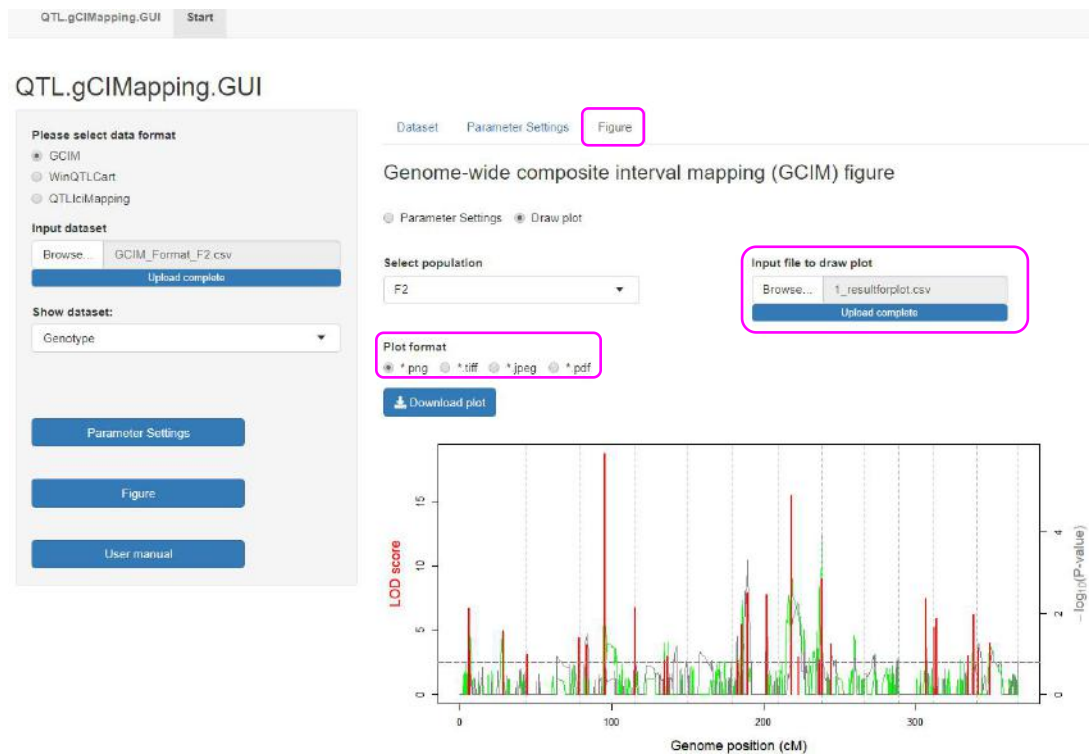 QTL.gCIMapping.GUI Start
QTL.gCIMapping.GUI
Please select data format
GCIM
WinQTLCart
QTLIciMapping
Input dataset
Browse... GCIM_Format_F2.csv
Upload complete
Show dataset:
Genotype
Parameter Settings
Figure
User manual
Dataset Parameter Settings Figure
Genome-wide composite interval mapping (GCIM) figure
Parameter Settings Draw plot
Select population
F2
Input file to draw plot
Browse... 1_resultforplot.csv
Upload complete
Plot format
*.png *.tiff *.jpeg *.pdf
Download plot
LOD score
15
10
5
0
4
2
0
−log10(P-value)
0 100 200 300
Genome position (cM)